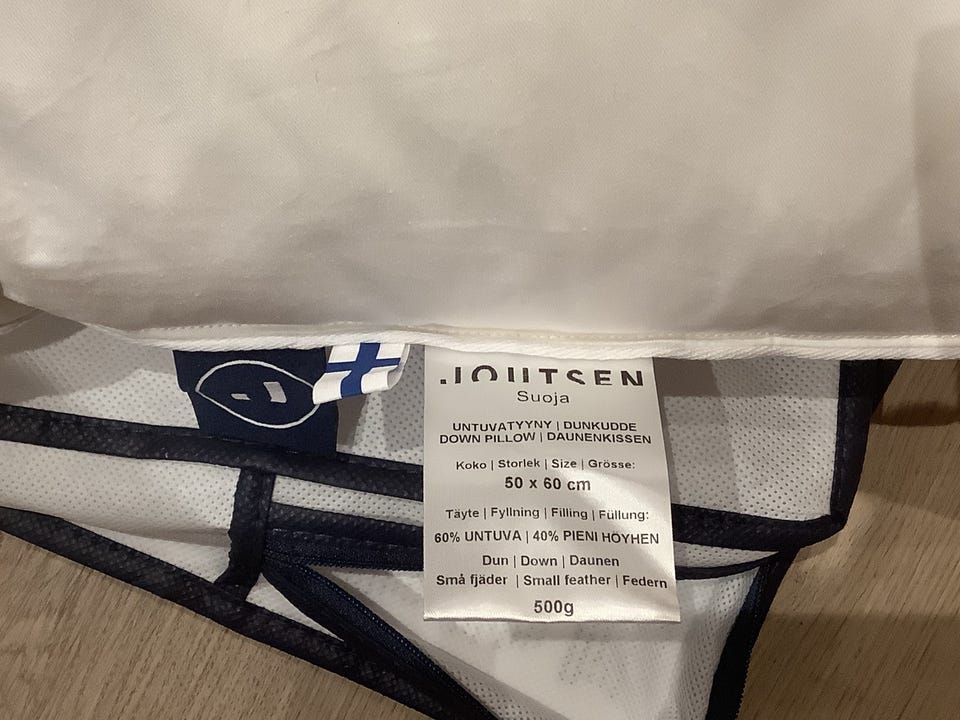 JOUTSEN
Suoja
UNTUVATYYNY | DUNKUDDE
DOWN PILLOW | DAUNENKISSEN
Koko | Storlek | Size | Grösse:
50 x 60 cm
Täyte | Fyllning | Filling | Füllung:
60% UNTUVA | 40% PIENI HÖYHEN
Dun | Down | Daunen
Små fjäder | Small feather | Federn
500g